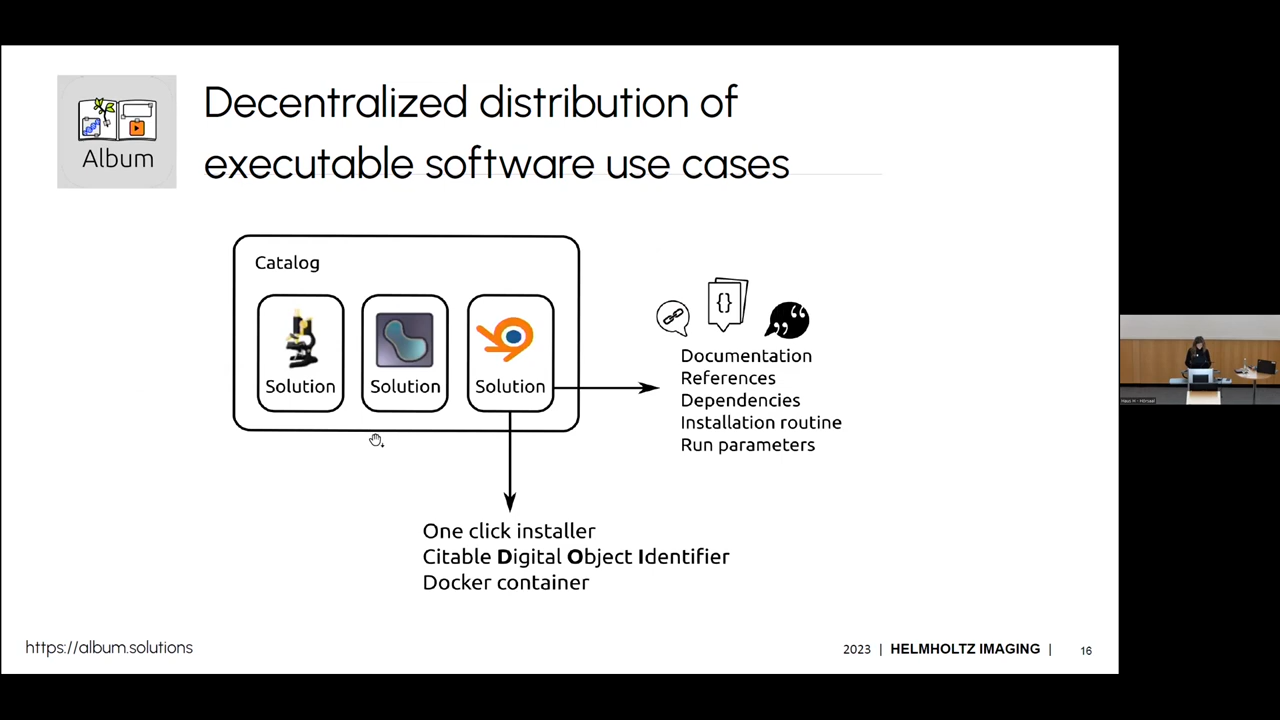 Album
Decentralized distribution of
executable software use cases
Catalog
Solution
Solution
Solution
{}
Documentation
References
Dependencies
Installation routine
Run parameters
One click installer
Citable Digital Object Identifier
Docker container
https://album.solutions
2023 | HELMHOLTZ IMAGING |
16